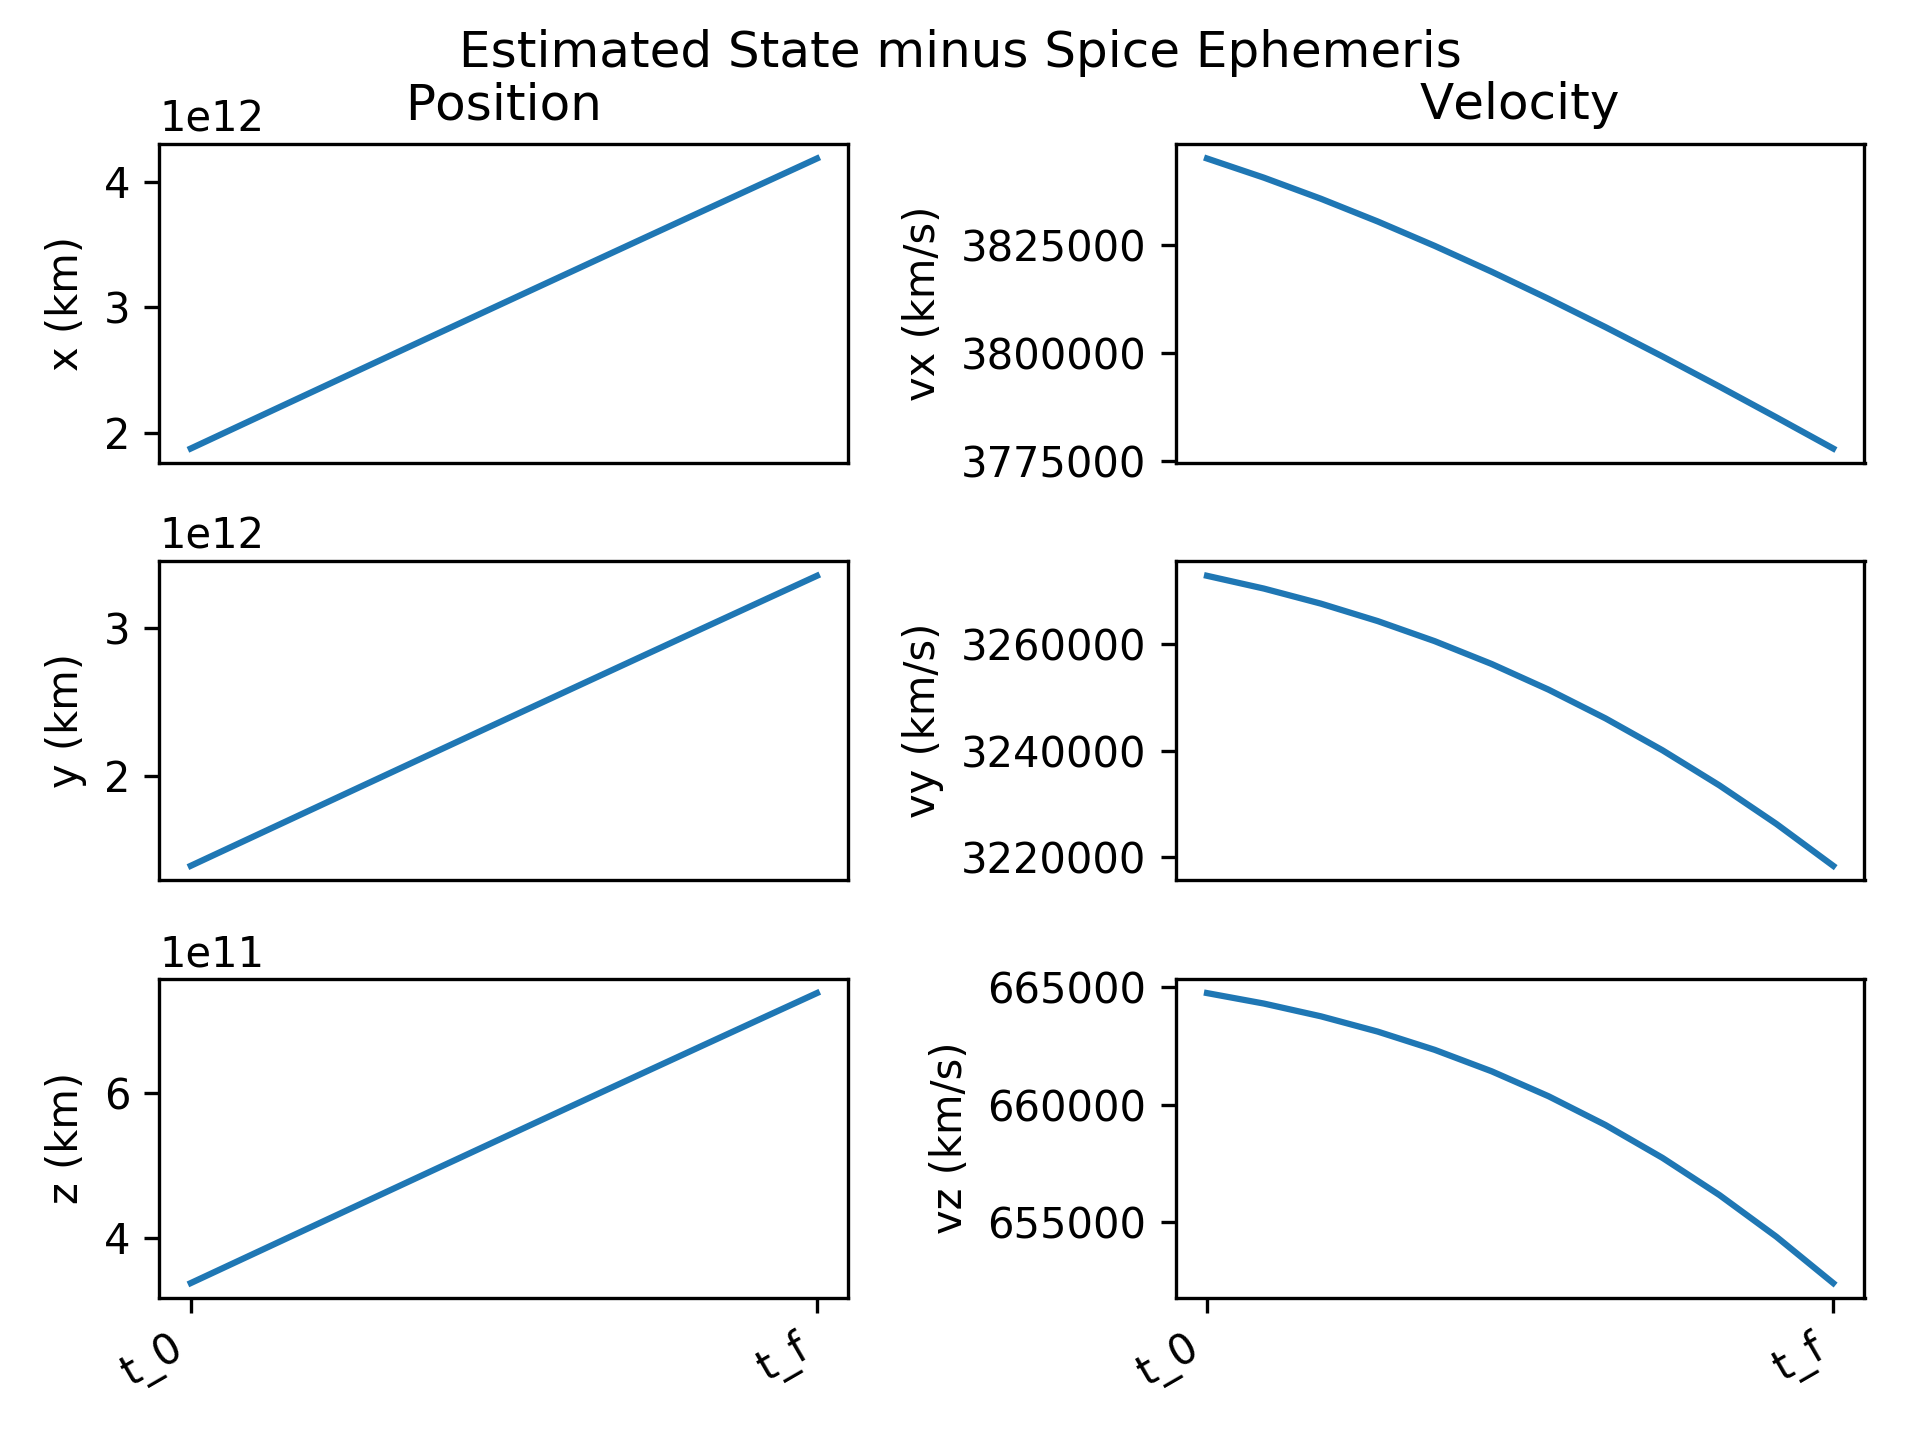 Estimated State minus Spice Ephemeris
Position
Velocity
1e12
4
3
2
x (km)
3825000
3800000
3775000
vx (km/s)
1e12
3
2
y (km)
3260000
3240000
3220000
vy (km/s)
1e11
6
4
z (km)
665000
660000
655000
vz (km/s)
t_0
t_f
t_0
t_f